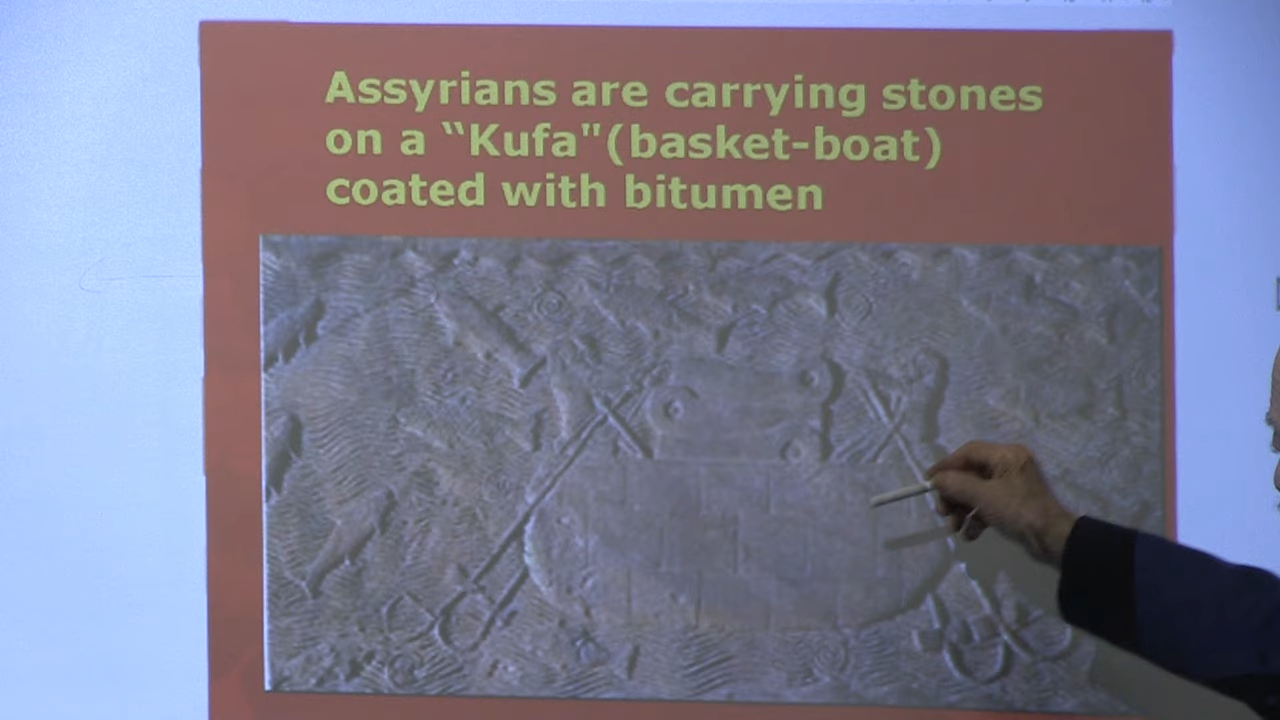 Assyrians are carrying stones
on a “Kufa"(basket-boat)
coated with bitumen